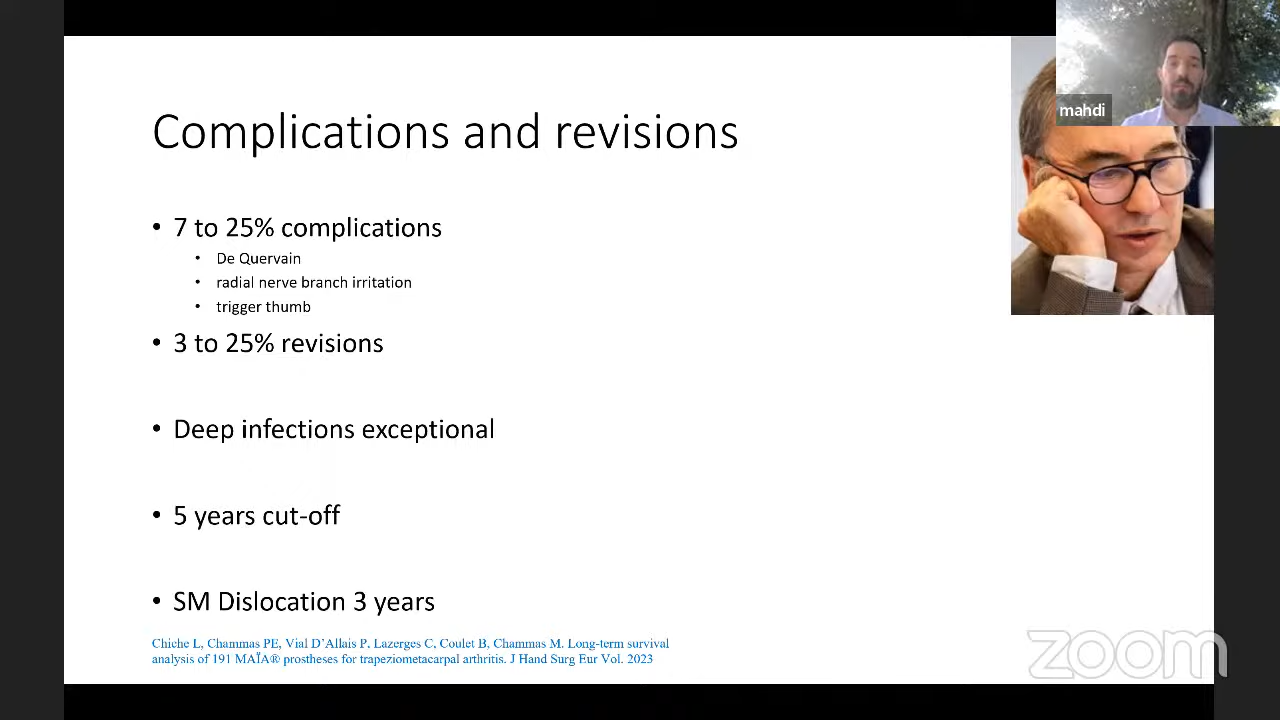 mahdi
Complications and revisions
• 7 to 25% complications
• De Quervain
• radial nerve branch irritation
• trigger thumb
• 3 to 25% revisions
• Deep infections exceptional
• 5 years cut-off
• SM Dislocation 3 years
Chiche L, Chammas PE, Vial D’Allais P, Lazerges C, Coulet B, Chammas M. Long-term survival
analysis of 191 MAÏA® prostheses for trapeziometacarpal arthritis. J Hand Surg Eur Vol. 2023
zoom